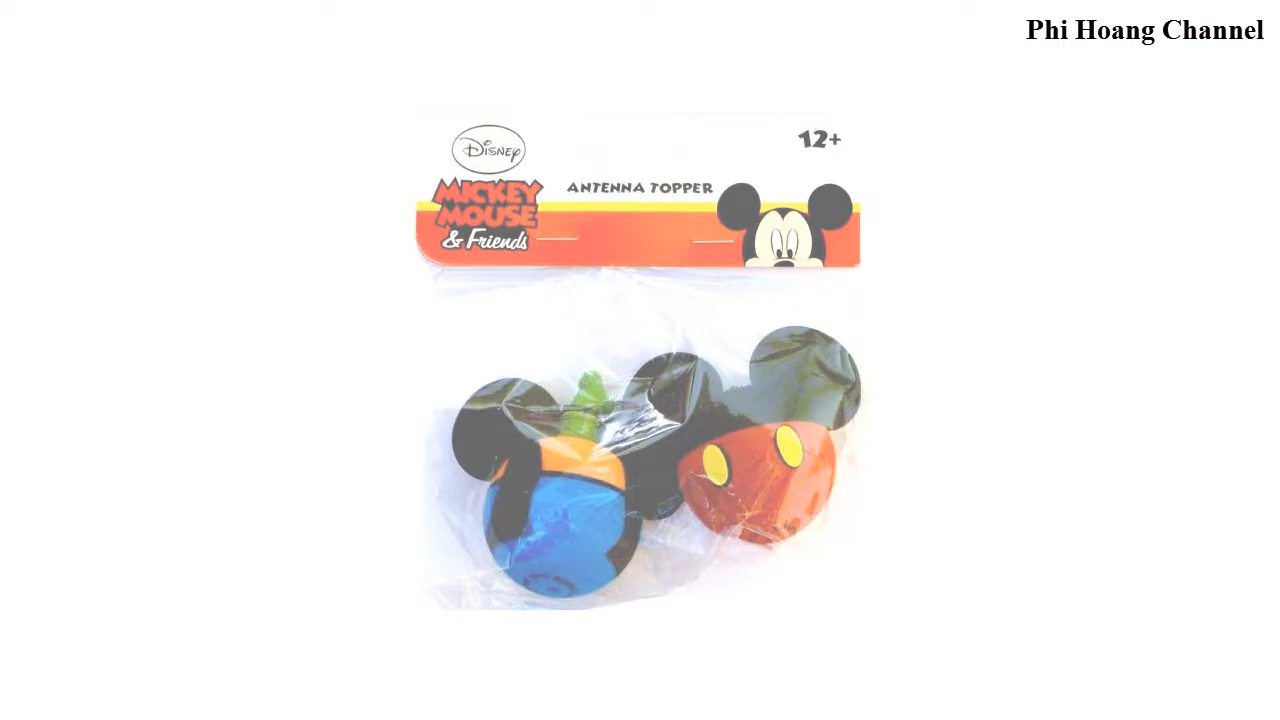 Phi Hoang Channel
Disney
12+
ANTENNA TOPPER
MICKEY
MOUSE
& Friends